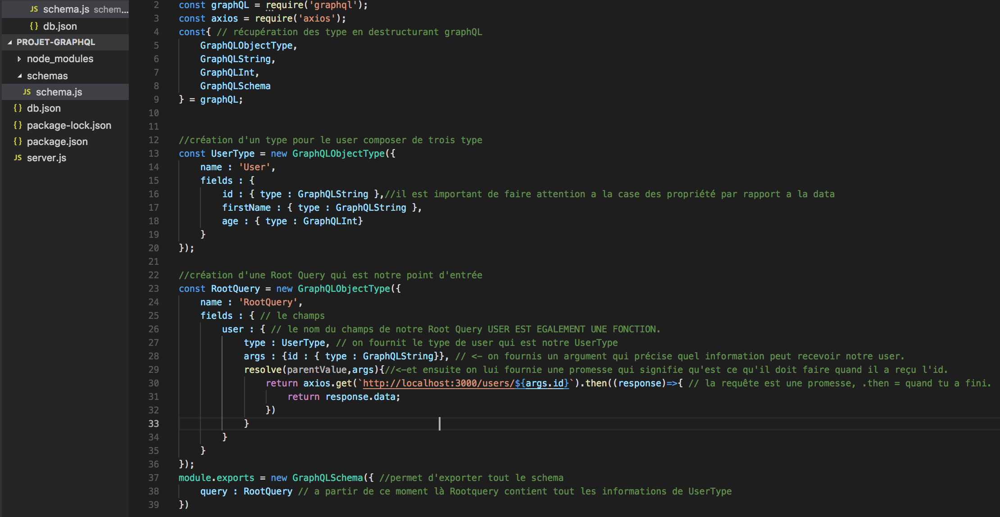 JS schema.js schem...
{} db.json
PROJET-GRAPHQL
node_modules
schemas
JS schema.js
{} db.json
{} package-lock.json
{} package.json
JS server.js
2 const graphQL = require('graphql');
3 const axios = require('axios');
4 const{ // récupération des type en destructurant graphQL
5 GraphQLObjectType,
6 GraphQLString,
7 GraphQLInt,
8 GraphQLSchema
9 } = graphQL;
10
11
12 //création d'un type pour le user composer de trois type
13 const UserType = new GraphQLObjectType({
14 name : 'User',
15 fields : {
16 id : { type : GraphQLString },//il est important de faire attention a la case des propriété par rapport a la data
17 firstName : { type : GraphQLString },
18 age : { type : GraphQLInt}
19 }
20 });
21
22 //création d'une Root Query qui est notre point d'entrée
23 const RootQuery = new GraphQLObjectType({
24 name : 'RootQuery',
25 fields : { // le champs
26 user : { // le nom du champs de notre Root Query USER EST EGALEMENT UNE FONCTION.
27 type : UserType, // on fournit le type de user qui est notre UserType
28 args : {id : { type : GraphQLString}}, // <- on fournis un argument qui précise quel information peut recevoir notre user.
29 resolve(parentValue,args){//<-et ensuite on lui fournie une promesse qui signifie qu'est ce qu'il doit faire quand il a reçu l'id.
30 return axios.get(`http://localhost:3000/users/${args.id}`).then((response)=>{ // la requête est une promesse, .then = quand tu a fini.
31 return response.data;
32 })
33 }
34 }
35 }
36 });
37 module.exports = new GraphQLSchema({ //permet d'exporter tout le schema
38 query : RootQuery // a partir de ce moment là Rootquery contient tout les informations de UserType
39 })